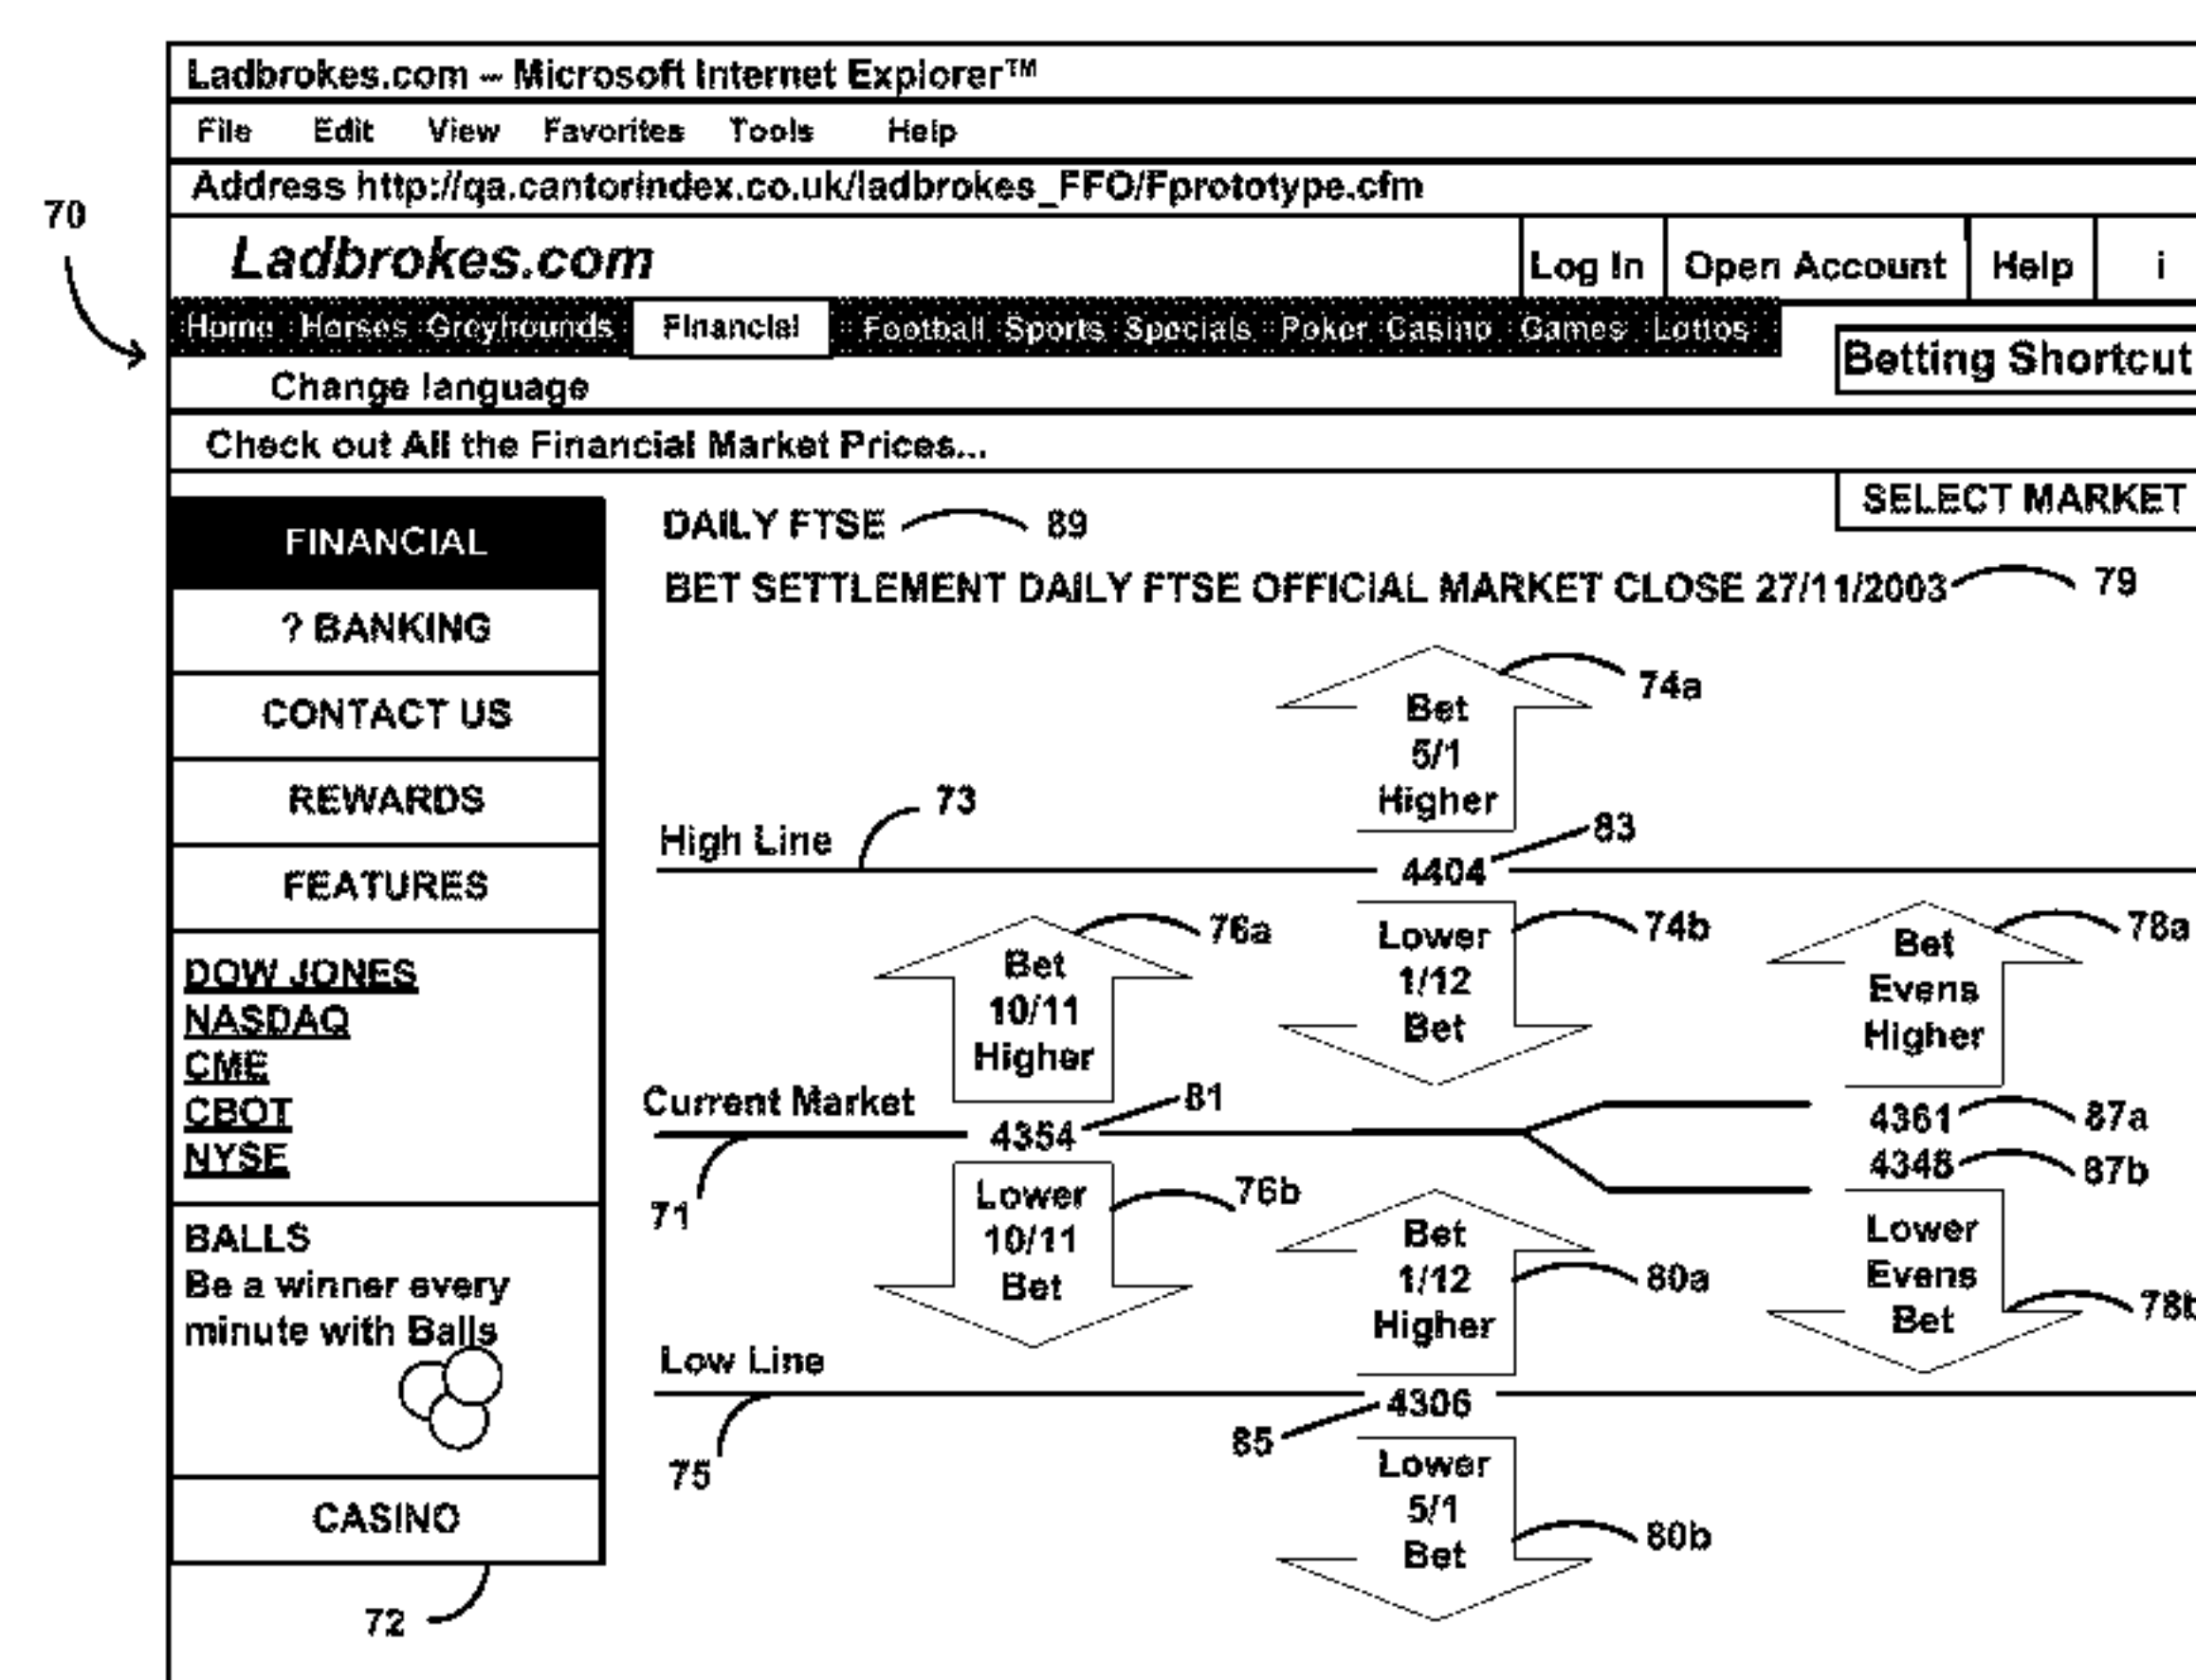 Ladbrokes.com -- Microsoft Internet Explorer™
File Edit View Favorites Tools Help
Address http://qa.cantorindex.co.uk/ladbrokes_FFO/Fprototype.cfm
70
Ladbrokes.com
Log In Open Account Help i
Home Horses Greyhounds Financial Football Sports Specials Poker Casino Games Lottos
Betting Shortcut
Change language
Check out All the Financial Market Prices...
SELECT MARKET
FINANCIAL
? BANKING
CONTACT US
REWARDS
FEATURES
DOW JONES
NASDAQ
CME
CBOT
NYSE
BALLS
Be a winner every
minute with Balls
CASINO
72
DAILY FTSE 89
BET SETTLEMENT DAILY FTSE OFFICIAL MARKET CLOSE 27/11/2003 79
Bet
5/1
Higher
74a
High Line
73
4404
83
Lower
1/12
Bet
74b
Bet
10/11
Higher
76a
Bet
Evens
Higher
78a
Current Market
71
4354
81
4361 87a
4348 87b
Lower
10/11
Bet
76b
Bet
1/12
Higher
80a
Lower
Evens
Bet
78b
Low Line
75
4306
85
Lower
5/1
Bet
80b